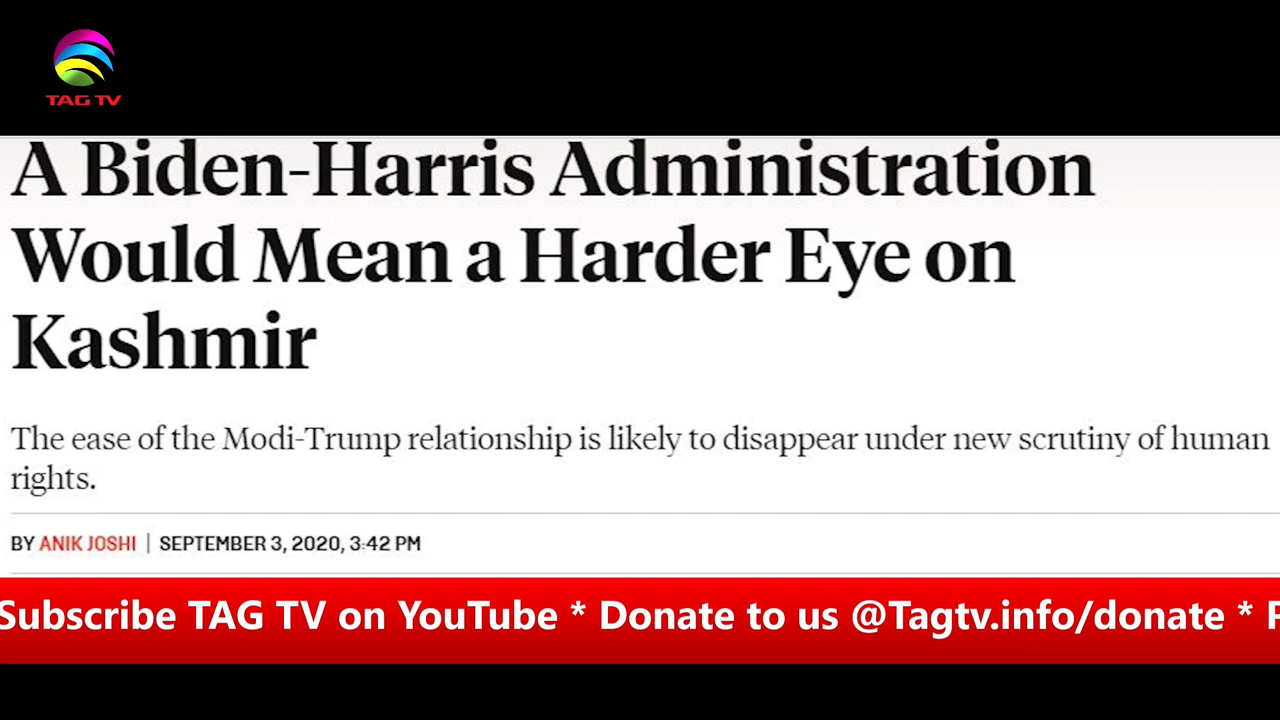 TAG TV
A Biden-Harris Administration
Would Mean a Harder Eye on
Kashmir
The ease of the Modi-Trump relationship is likely to disappear under new scrutiny of human
rights.
BY ANIK JOSHI | SEPTEMBER 3, 2020, 3:42 PM
Subscribe TAG TV on YouTube * Donate to us @Tagtv.info/donate *